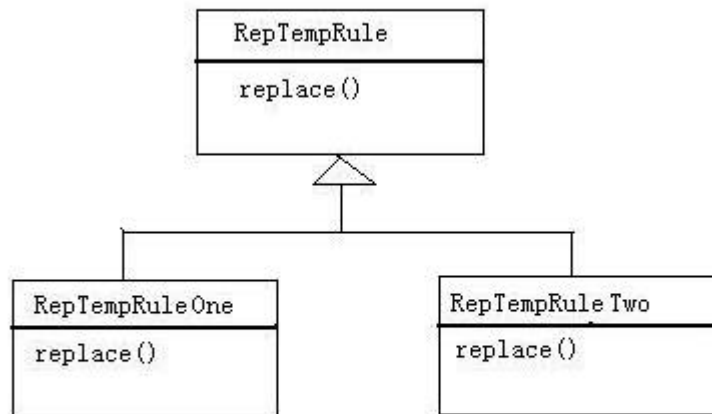 RepTempRule
replace()
RepTempRuleOne
replace()
RepTempRuleTwo
replace()